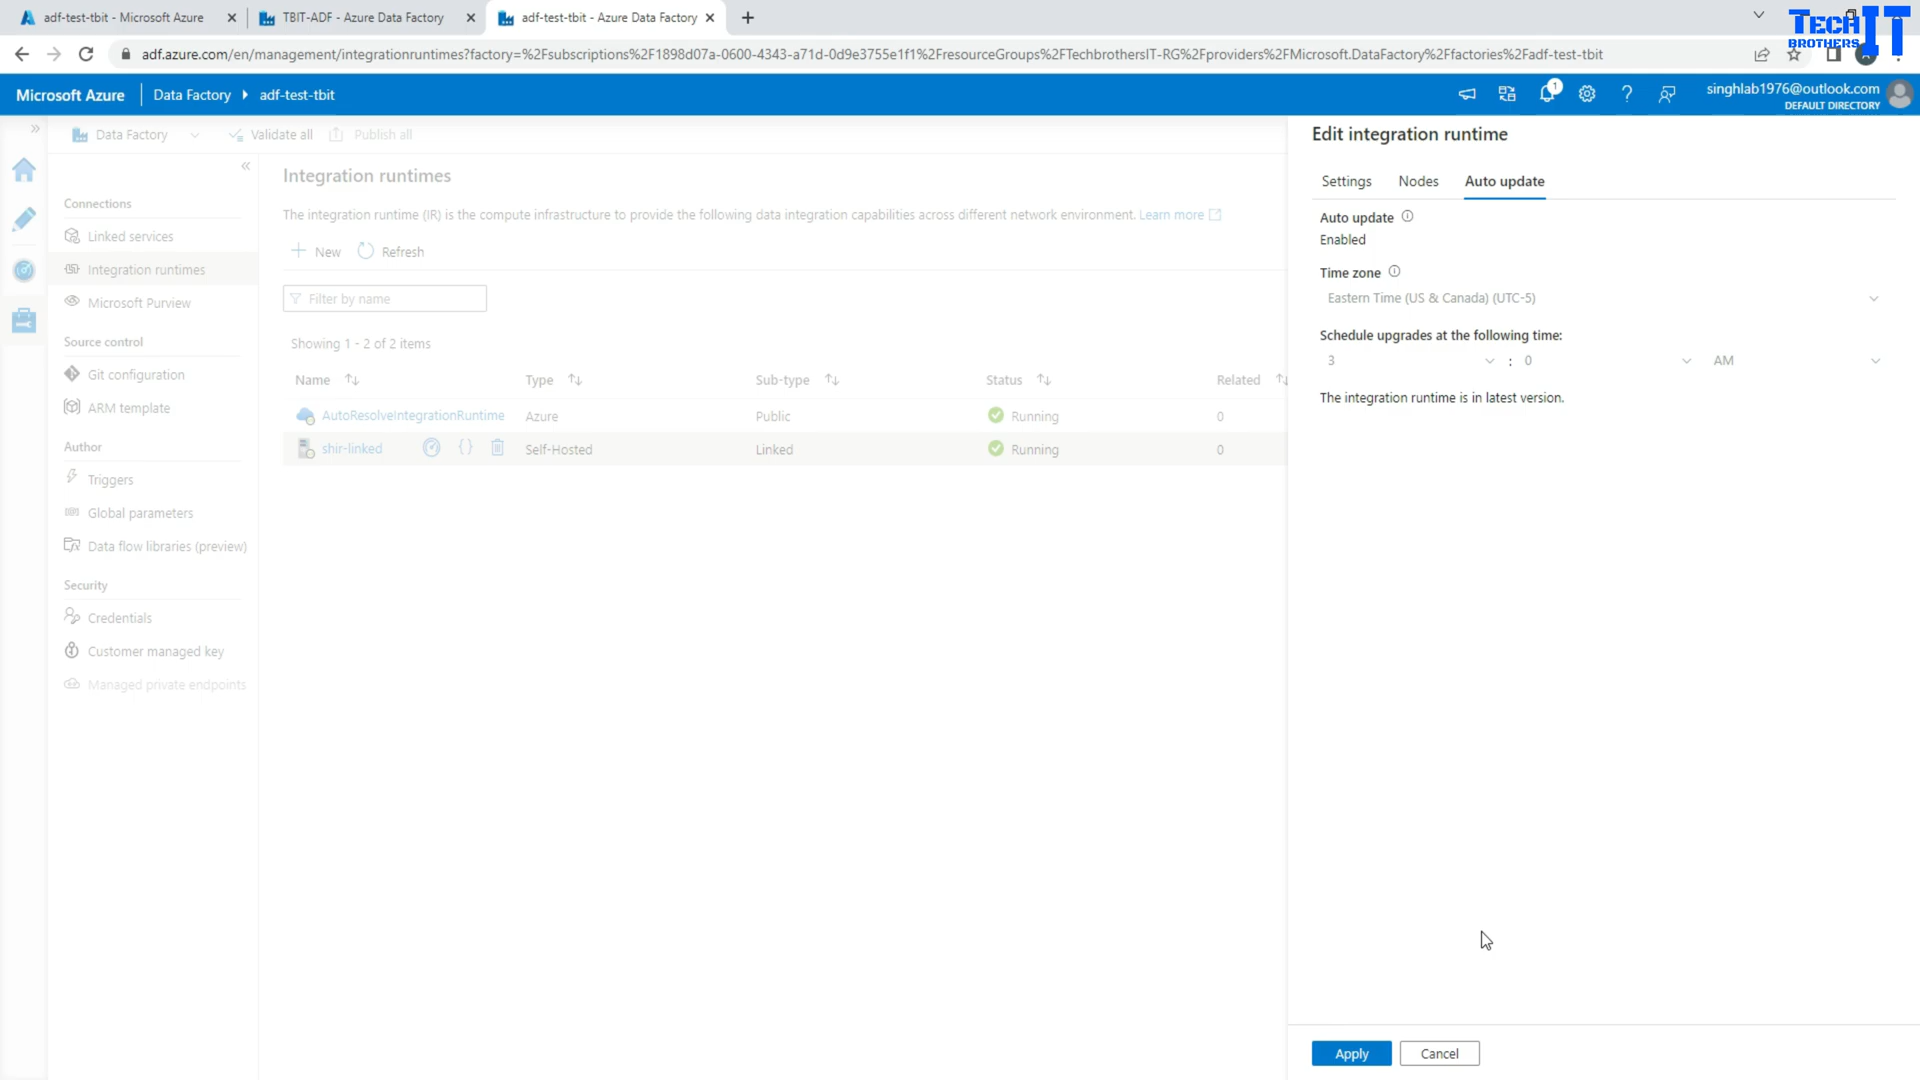 adf-test-tbit - Microsoft Azure
TBIT-ADF - Azure Data Factory
adf-test-tbit - Azure Data Factory
TECH IT
BROTHERS
adf.azure.com/en/management/integrationruntimes?factory=%2Fsubscriptions%2F1898d07a-0600-4343-a71d-0d9e3755e1f1%2FresourceGroups%2FTechbrothersIT-RG%2Fproviders%2FMicrosoft.DataFactory%2Ffactories%2Fadf-test-tbit
Microsoft Azure
Data Factory
adf-test-tbit
1
singhlab1976@outlook.com
DEFAULT DIRECTORY
Data Factory
Validate all
Publish all
Connections
Linked services
Integration runtimes
Microsoft Purview
Source control
Git configuration
ARM template
Author
Triggers
Global parameters
Data flow libraries (preview)
Security
Credentials
Customer managed key
Managed private endpoints
Integration runtimes
The integration runtime (IR) is the compute infrastructure to provide the following data integration capabilities across different network environment. Learn more
New
Refresh
Filter by name
Showing 1 - 2 of 2 items
Name Type Sub-type Status Related
AutoResolveIntegrationRuntime Azure Public Running 0
shir-linked Self-Hosted Linked Running 0
Edit integration runtime
Settings Nodes Auto update
Auto update
Enabled
Time zone
Eastern Time (US & Canada) (UTC-5)
Schedule upgrades at the following time:
3 : 0 AM
The integration runtime is in latest version.
Apply
Cancel